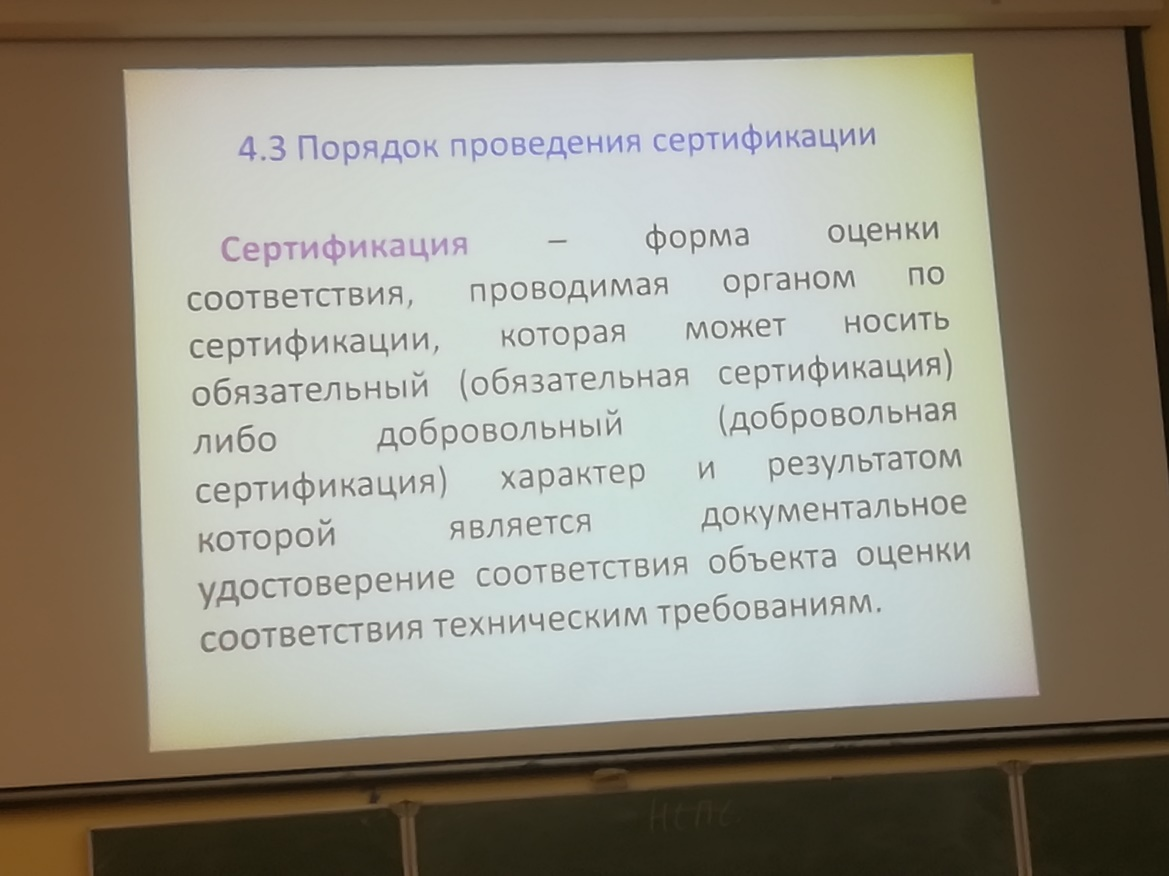 4.3 Порядок проведения сертификации
Сертификация – форма оценки
соответствия, проводимая органом по
сертификации, которая может носить
обязательный (обязательная сертификация)
либо добровольный (добровольная
сертификация) характер и результатом
которой является документальное
удостоверение соответствия объекта оценки
соответствия техническим требованиям.